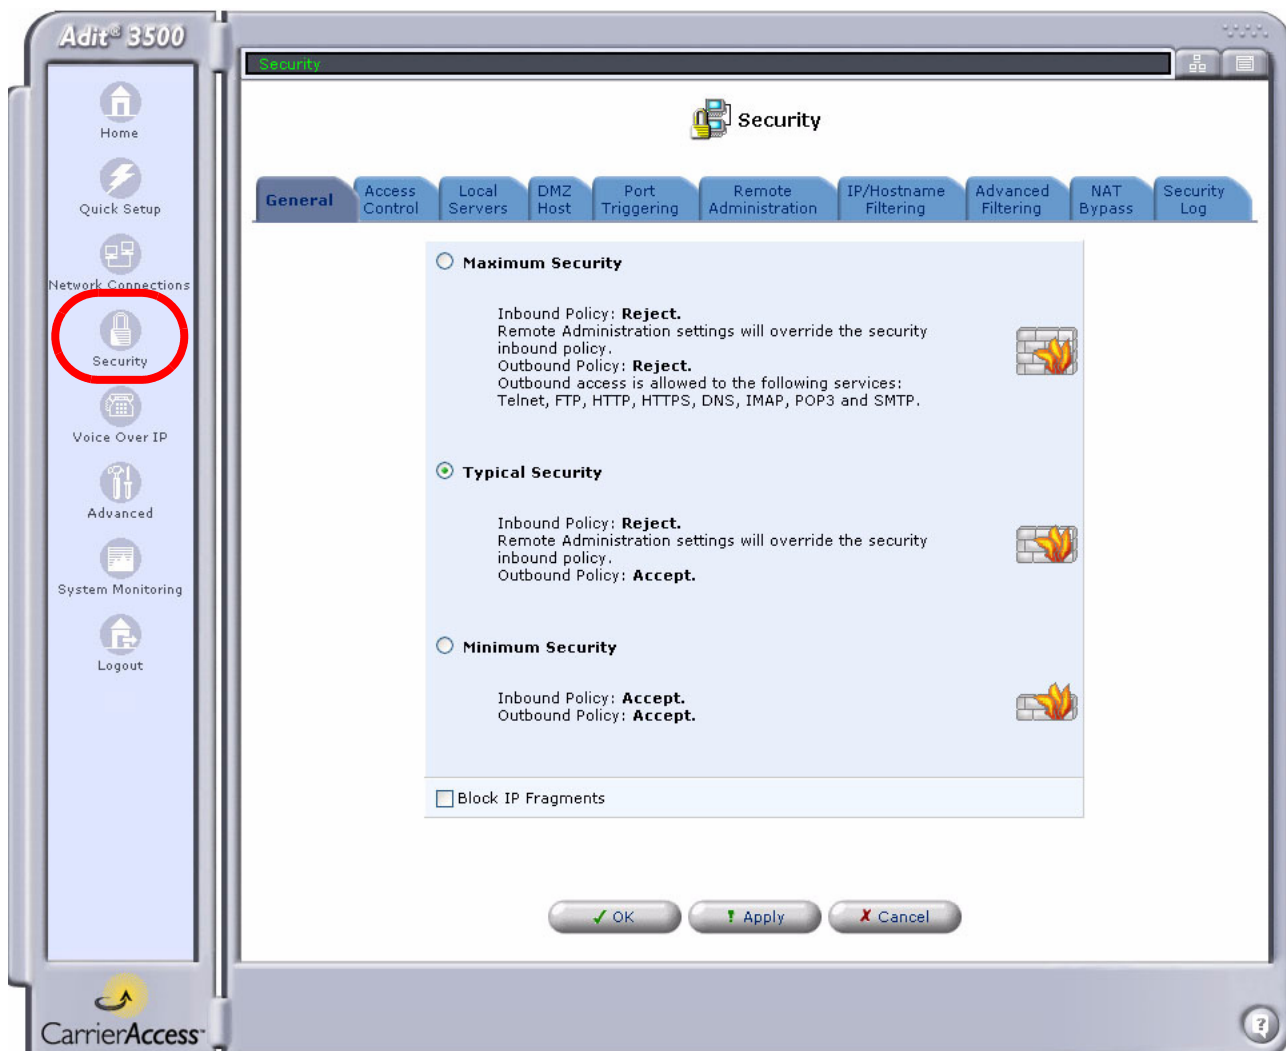 Adit® 3500
Security
Home
Quick Setup
Network Connections
Security
Voice Over IP
Advanced
System Monitoring
Logout
Security
General
Access
Control
Local
Servers
DMZ
Host
Port
Triggering
Remote
Administration
IP/Hostname
Filtering
Advanced
Filtering
NAT
Bypass
Security
Log
Maximum Security
Inbound Policy: Reject.
Remote Administration settings will override the security
inbound policy.
Outbound Policy: Reject.
Outbound access is allowed to the following services:
Telnet, FTP, HTTP, HTTPS, DNS, IMAP, POP3 and SMTP.
Typical Security
Inbound Policy: Reject.
Remote Administration settings will override the security
inbound policy.
Outbound Policy: Accept.
Minimum Security
Inbound Policy: Accept.
Outbound Policy: Accept.
Block IP Fragments
OK
Apply
Cancel
CarrierAccess™
?